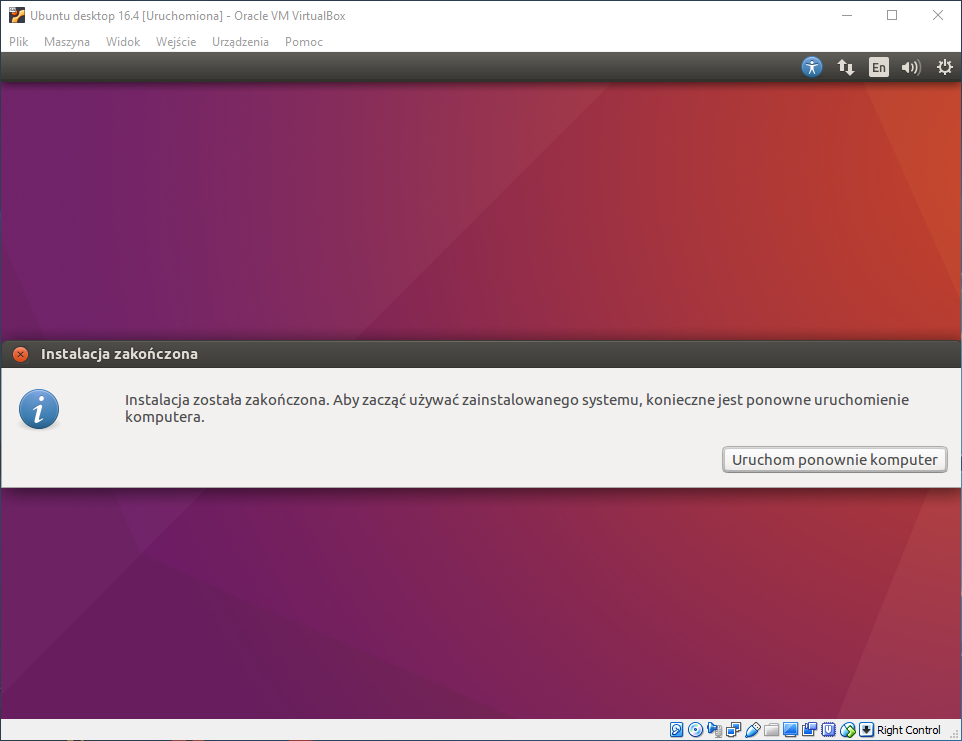 Ubuntu desktop 16.4 [Uruchomiona] - Oracle VM VirtualBox
Plik Maszyna Widok Wejście Urządzenia Pomoc
En
Instalacja zakończona
Instalacja została zakończona. Aby zacząć używać zainstalowanego systemu, konieczne jest ponowne uruchomienie
komputera.
Uruchom ponownie komputer
Right Control